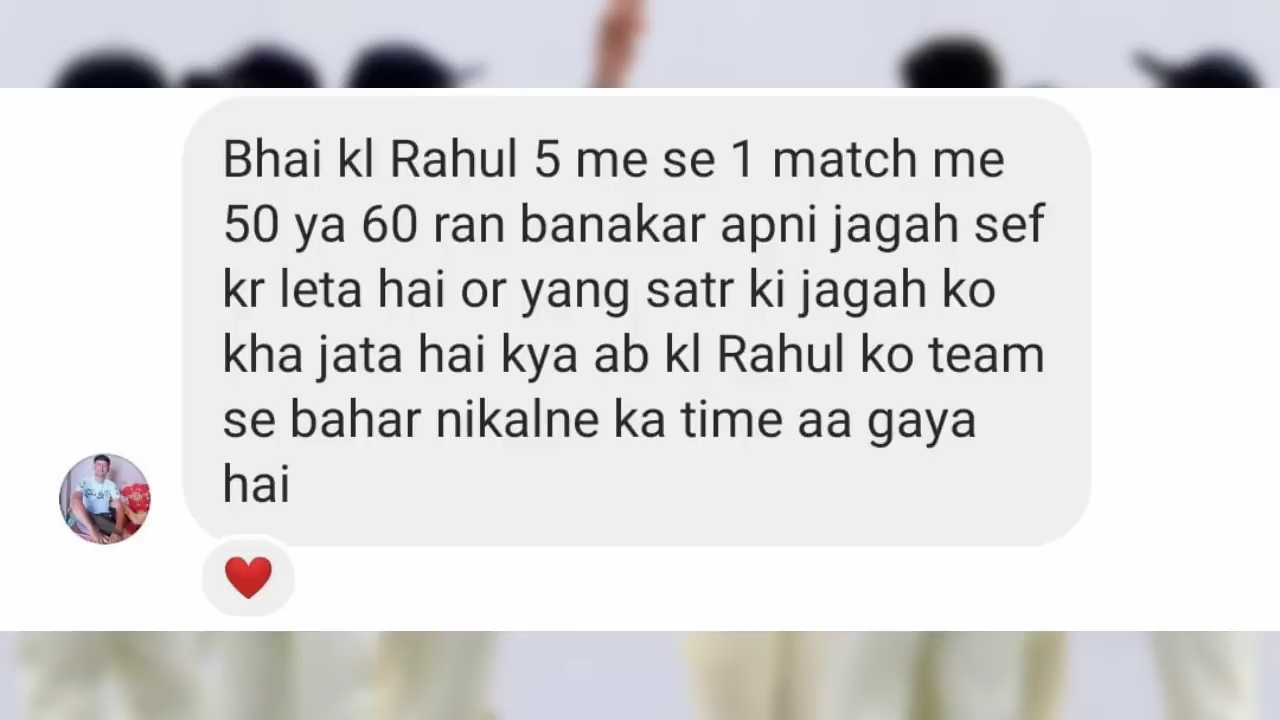 Bhai kl Rahul 5 me se 1 match me
50 ya 60 ran banakar apni jagah sef
kr leta hai or yang satr ki jagah ko
kha jata hai kya ab kl Rahul ko team
se bahar nikalne ka time aa gaya
hai